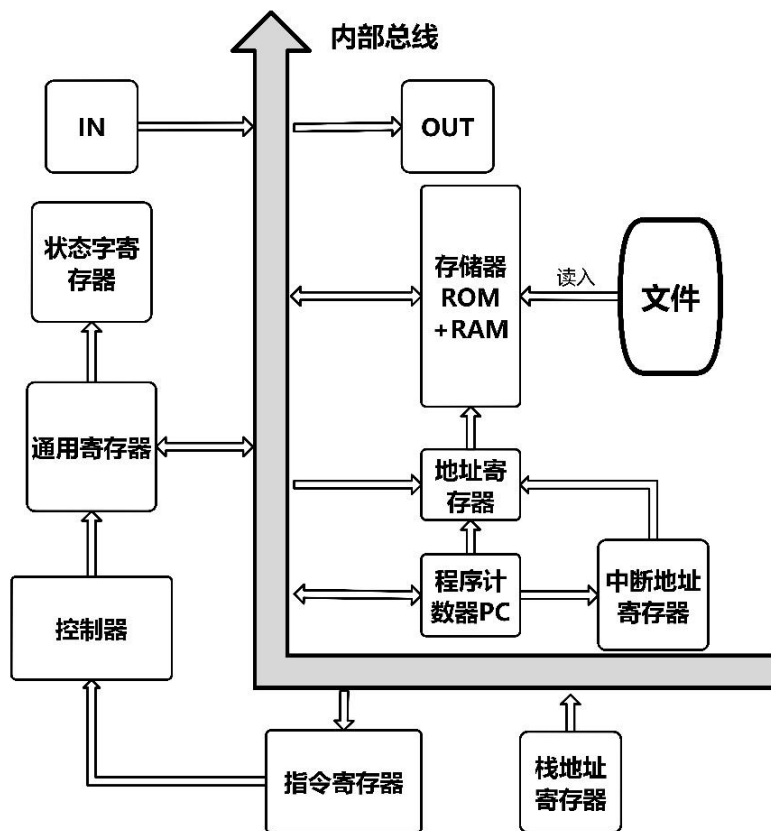 内部总线
IN
OUT
状态字寄
存器
存储器
ROM
+RAM
读入
文件
通用寄存器
地址寄
存器
程序计
数器PC
中断地址
寄存器
控制器
指令寄存器
栈地址
寄存器